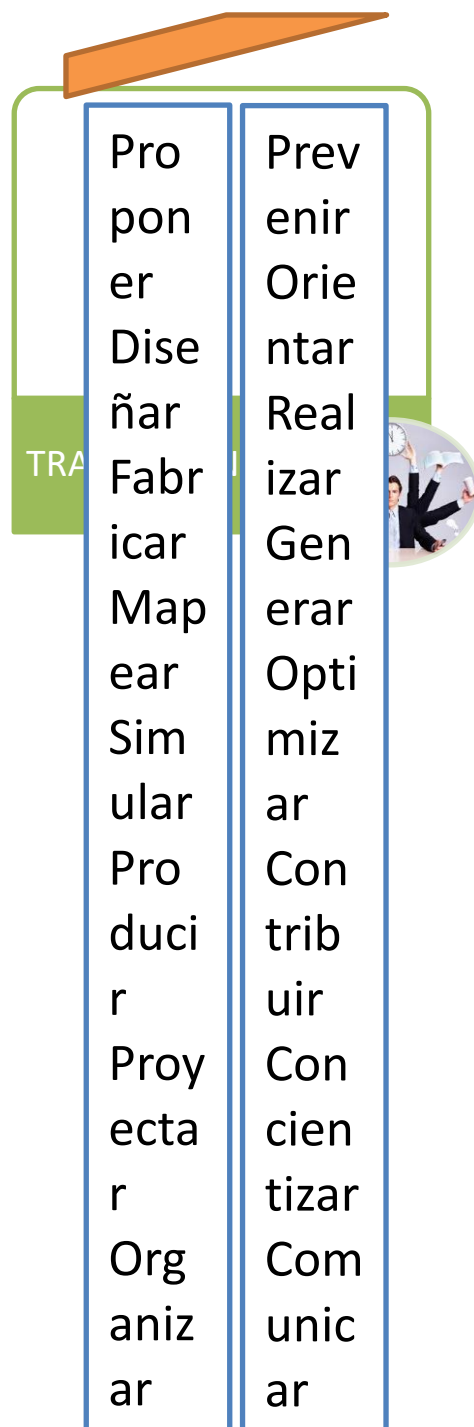 Pro
pon
er
Dise
ñar
Fabr
icar
Map
ear
Sim
ular
Pro
duci
r
Proy
ecta
r
Org
aniz
ar
Prev
enir
Orie
ntar
Real
izar
Gen
erar
Opti
miz
ar
Con
trib
uir
Con
cien
tizar
Com
unic
ar